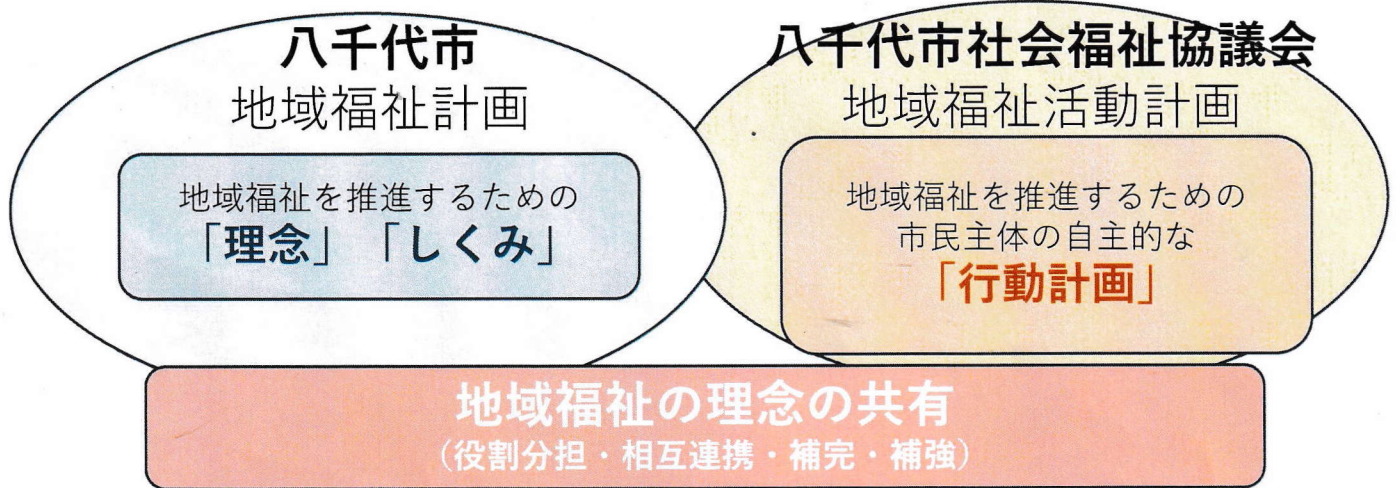 八千代市
地域福祉計画
地域福祉を推進するための
「理念」「しくみ」
八千代市社会福祉協議会
地域福祉活動計画
地域福祉を推進するための
市民主体の自主的な
「行動計画」
地域福祉の理念の共有
（役割分担・相互連携・補完・補強）